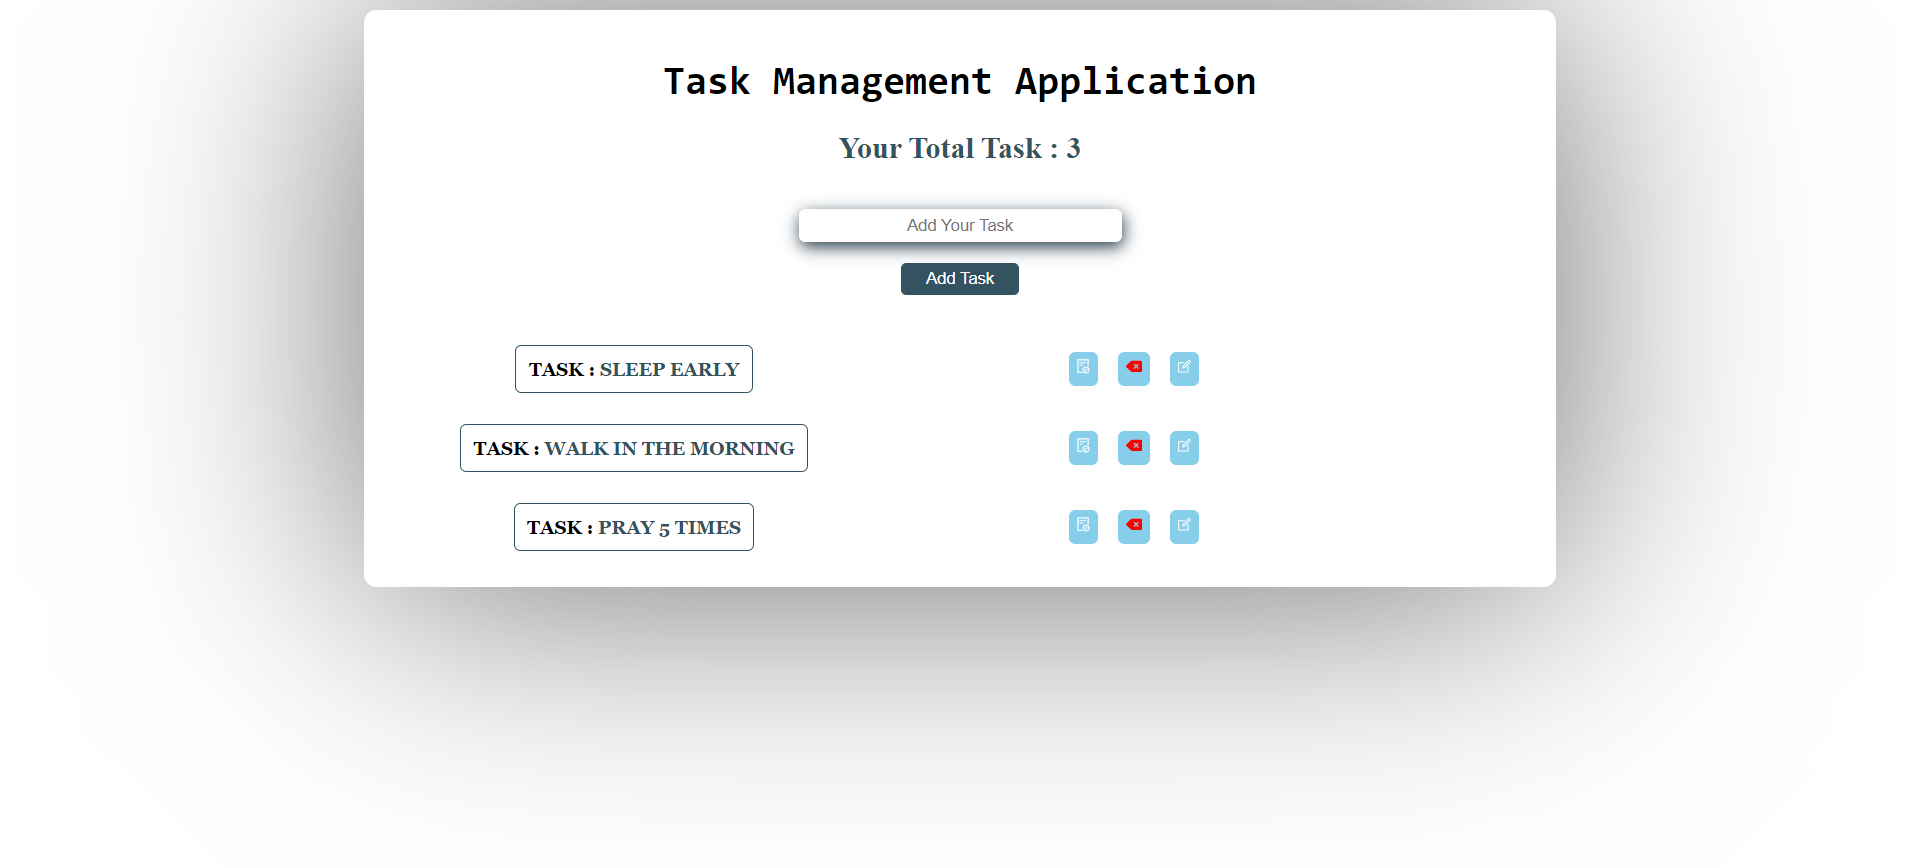 Task Management Application
Your Total Task : 3
Add Your Task
Add Task
TASK : SLEEP EARLY
TASK : WALK IN THE MORNING
TASK : PRAY 5 TIMES